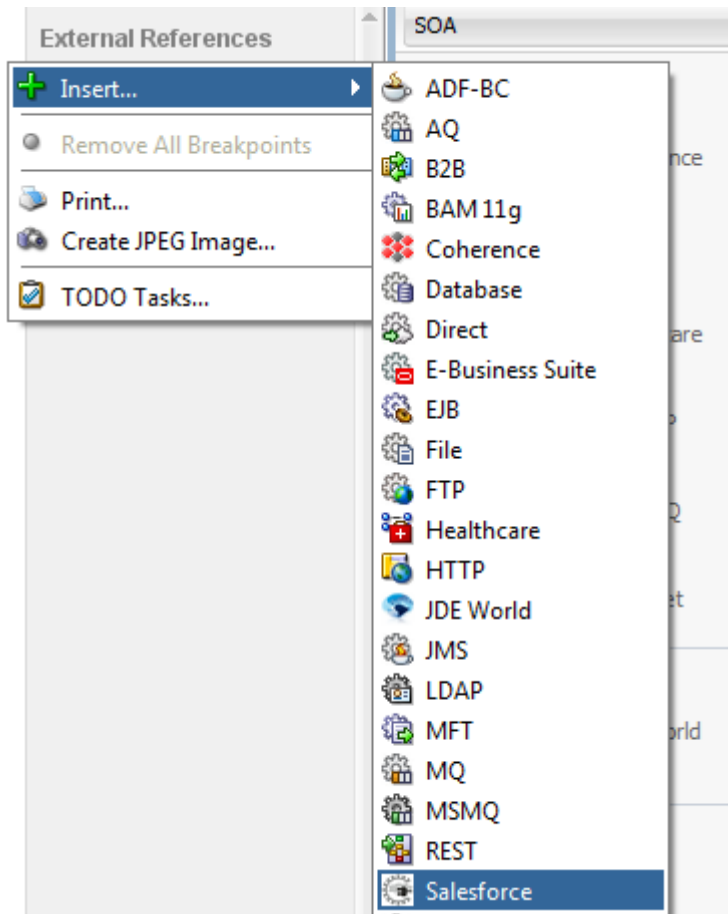 External References
SOA
Insert...
Remove All Breakpoints
Print...
Create JPEG Image...
TODO Tasks...
ADF-BC
AQ
B2B
BAM 11g
Coherence
Database
Direct
E-Business Suite
EJB
File
FTP
Healthcare
HTTP
JDE World
JMS
LDAP
MFT
MQ
MSMQ
REST
Salesforce